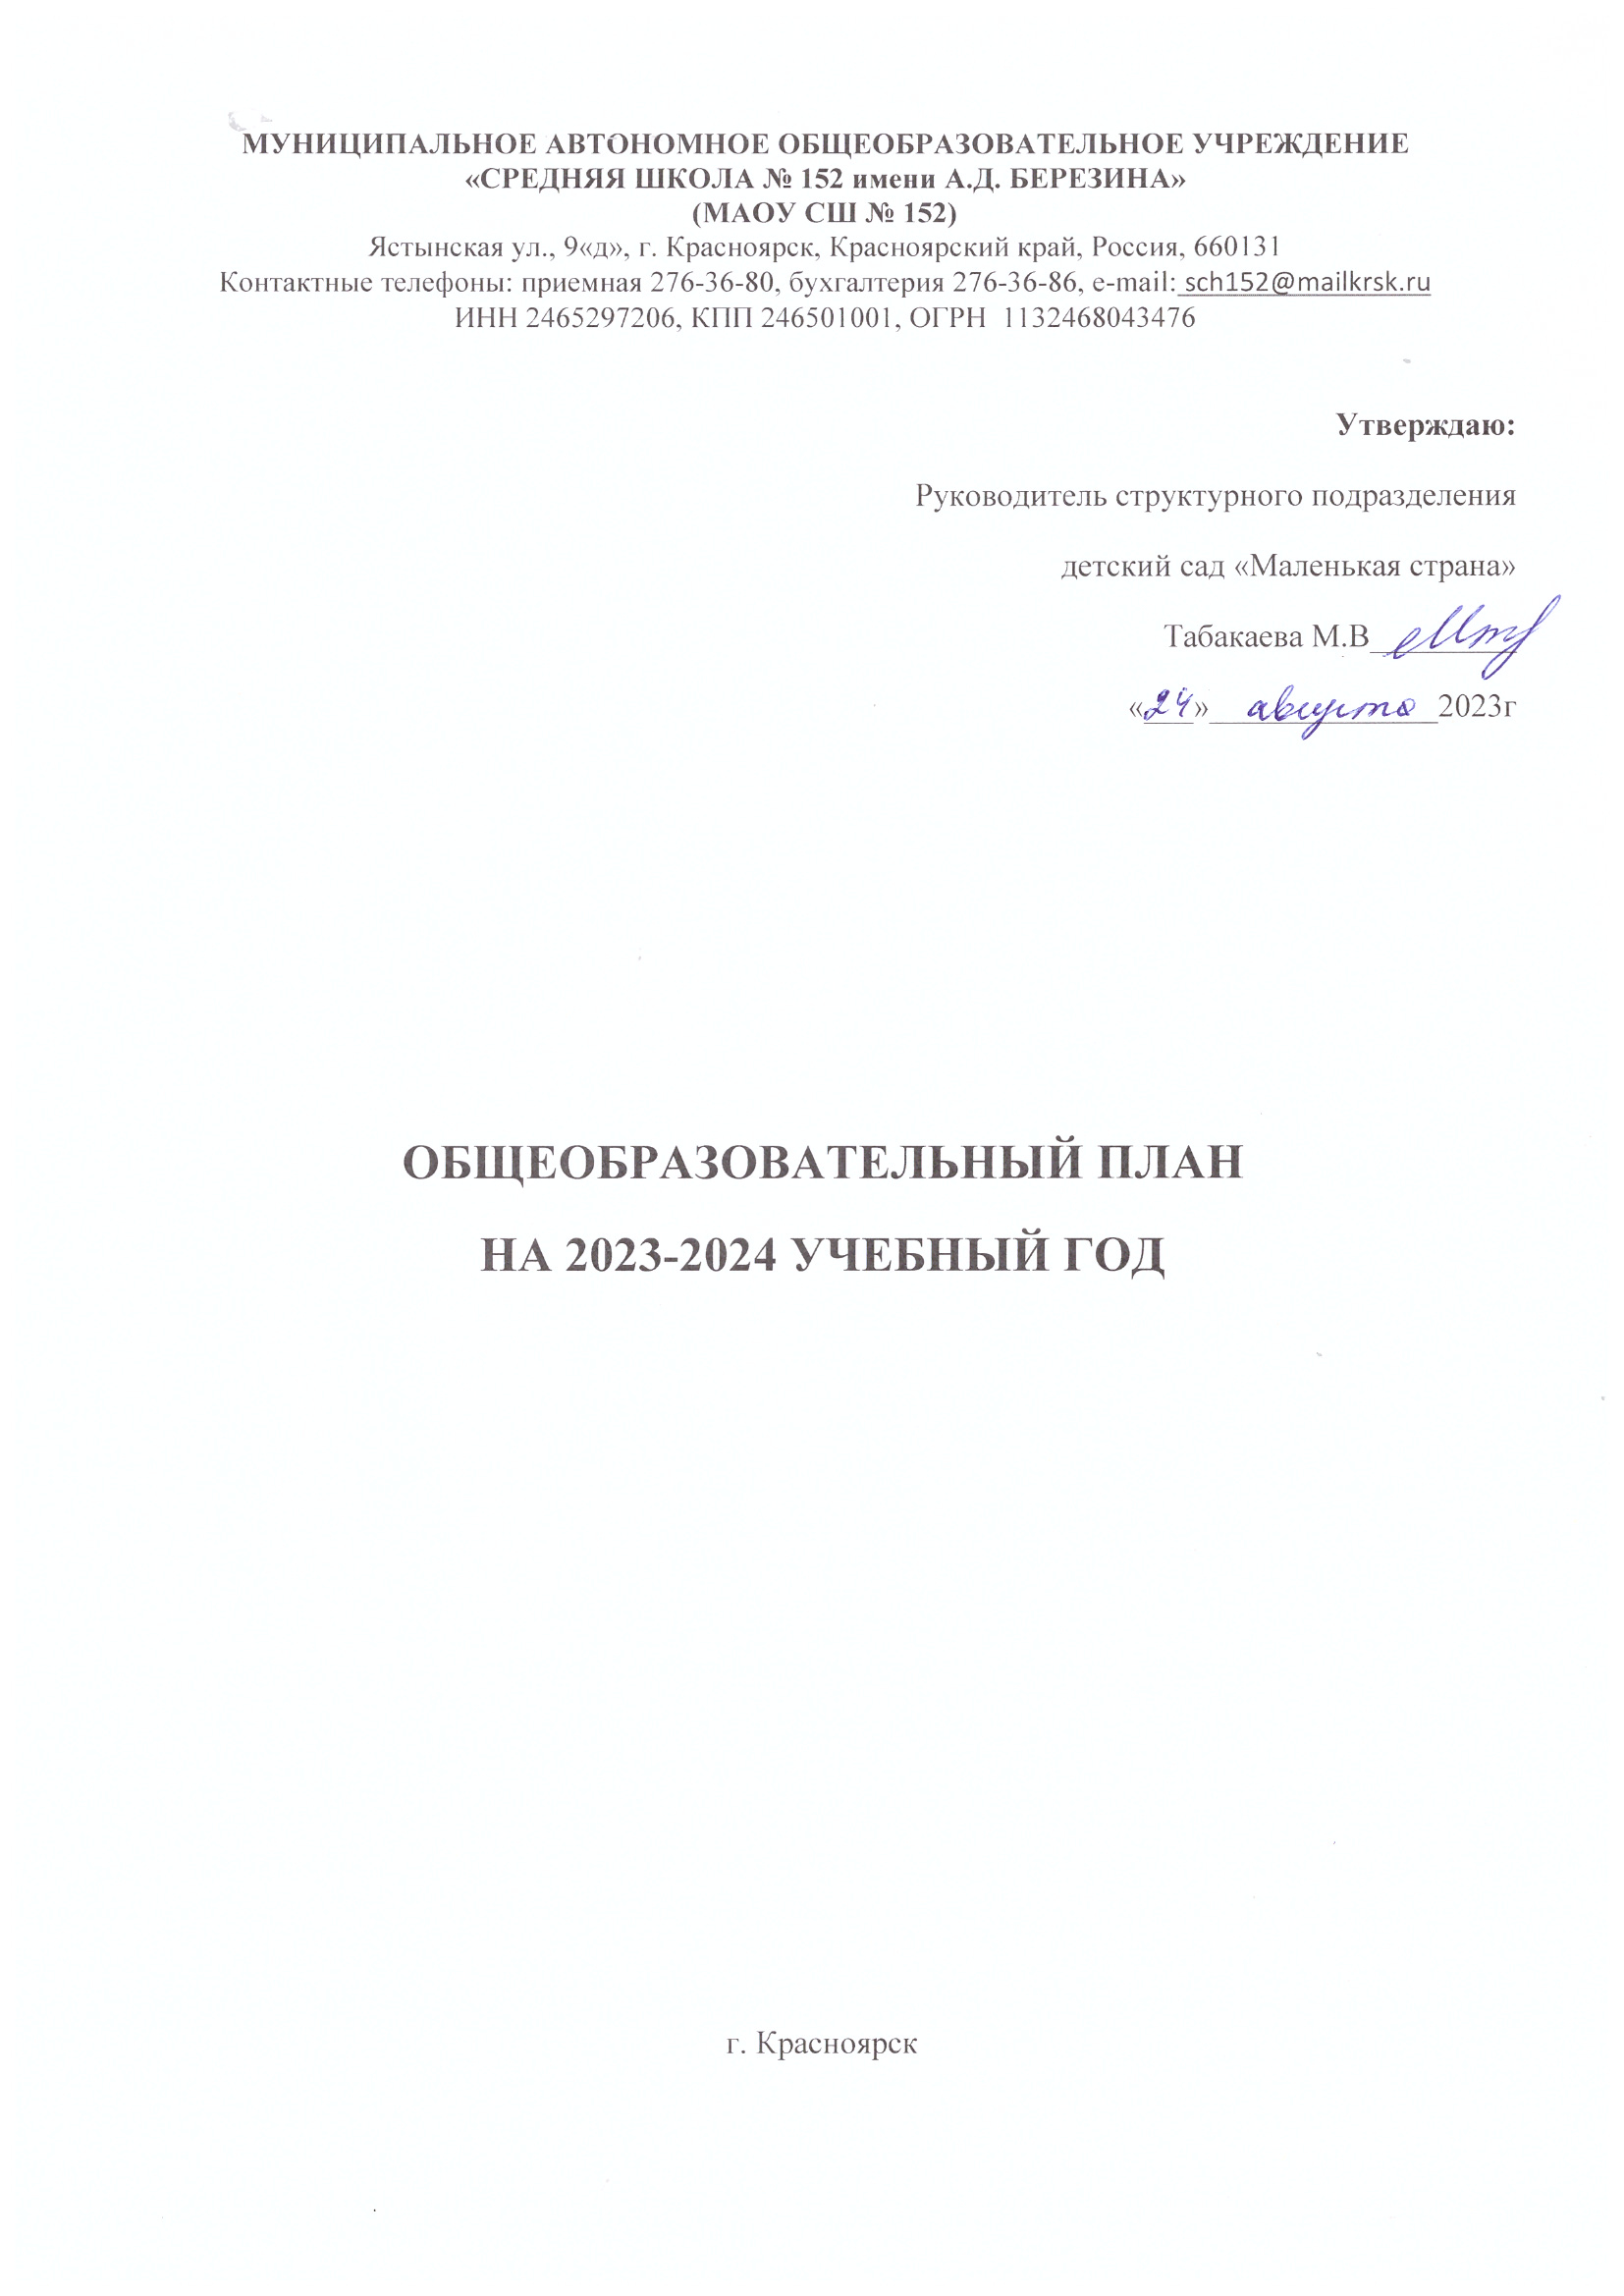 МУНИЦИПАЛЬНОЕ АВТОНОМНОЕ ОБЩЕОБРАЗОВАТЕЛЬНОЕ УЧРЕЖДЕНИЕ
«СРЕДНЯЯ ШКОЛА № 152 имени А.Д. БЕРЕЗИНА»
(МАОУ СШ № 152)
Ястынская ул., 9«д», г. Красноярск, Красноярский край, Россия, 660131
Контактные телефоны: приемная 276-36-80, бухгалтерия 276-36-86, e-mail: sch152@mailkrsk.ru
ИНН 2465297206, КПП 246501001, ОГРН 1132468043476
Утверждаю:
Руководитель структурного подразделения
детский сад «Маленькая страна»
Табакаева М.В
«24» августа 2023г
ОБЩЕОБРАЗОВАТЕЛЬНЫЙ ПЛАН
НА 2023-2024 УЧЕБНЫЙ ГОД
г. Красноярск